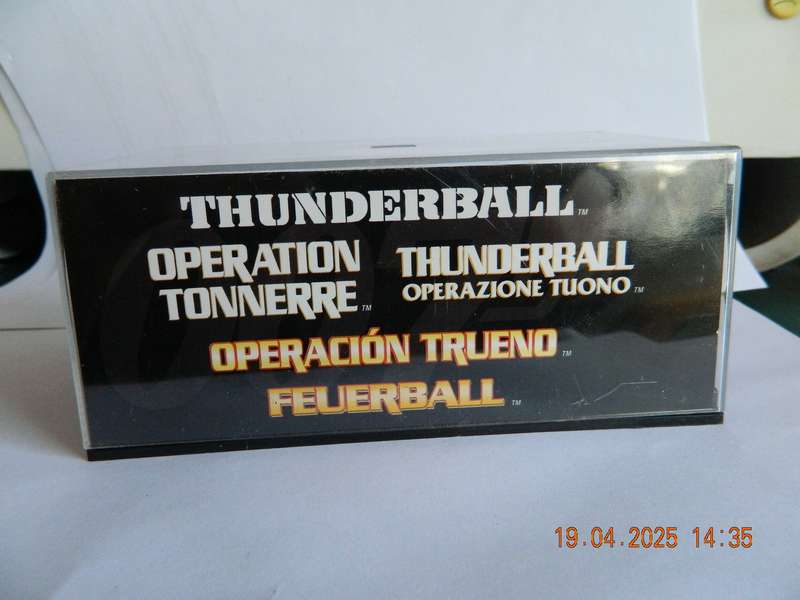 THUNDERBALL™
OPERATION
TONNERRE™
THUNDERBALL
OPERAZIONE TUONO™
OPERACIÓN TRUENO™
FEUERBALL™
19.04.2025 14:35